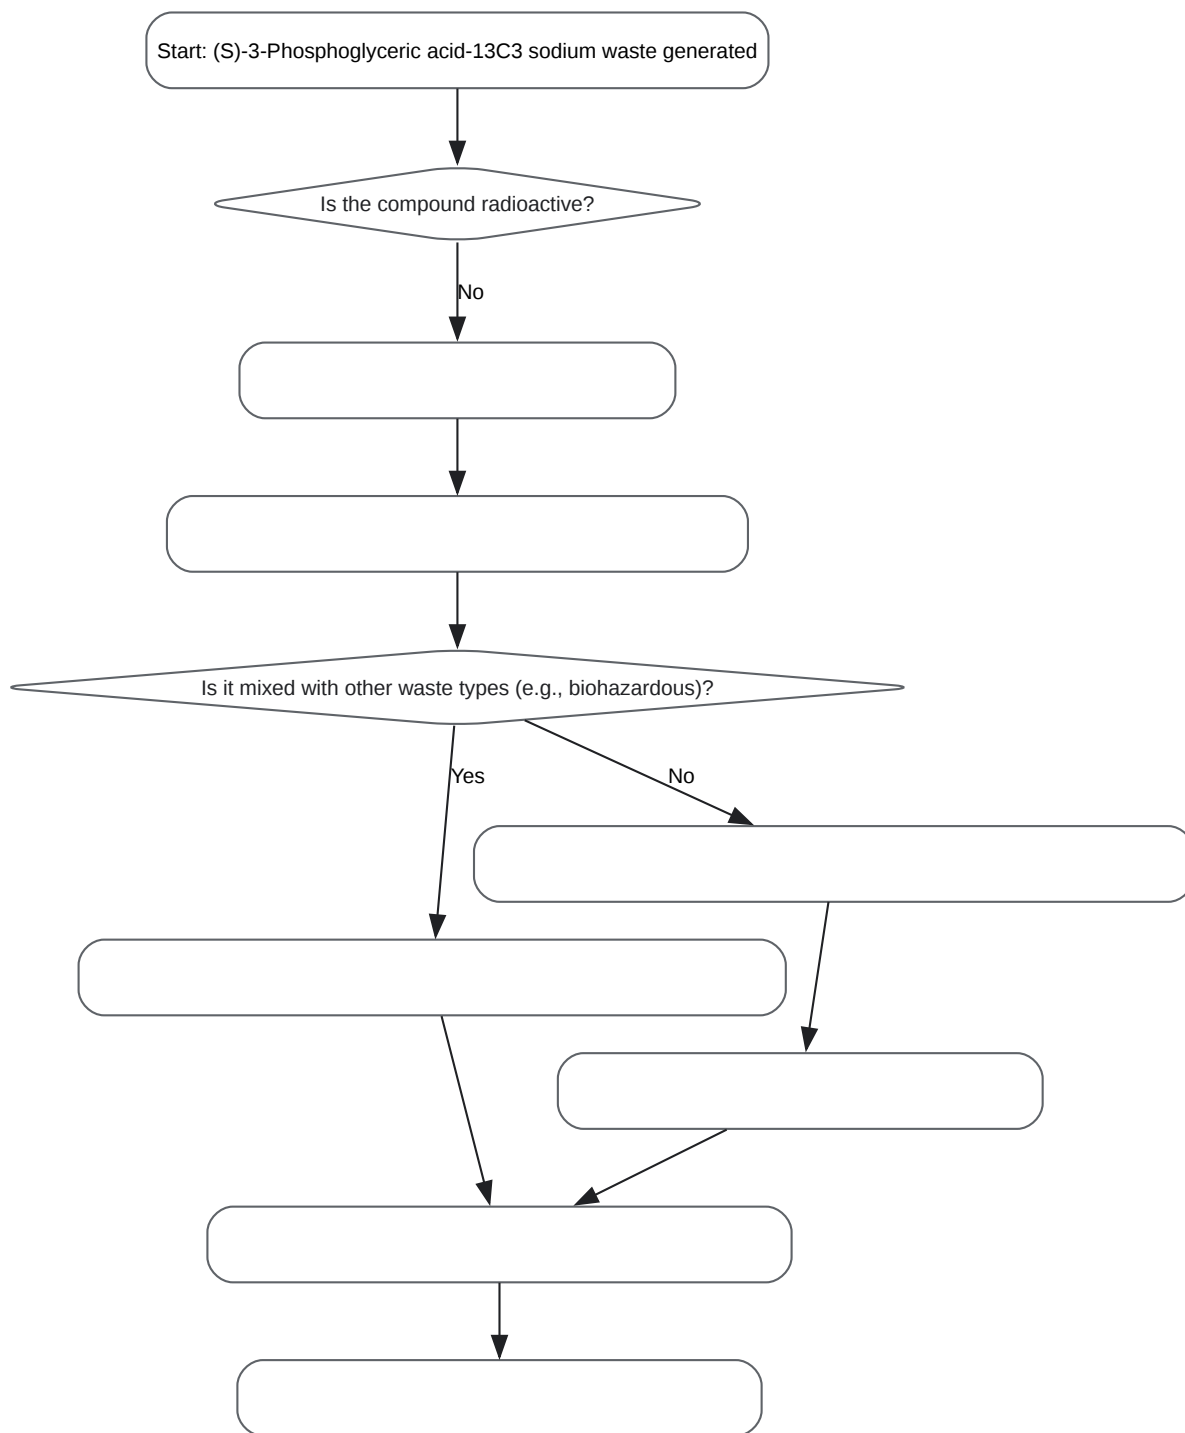 Start: (S)-3-Phosphoglyceric acid-13C3 sodium waste generated
Is the compound radioactive?
No
Is it mixed with other waste types (e.g., biohazardous)?
Yes
No